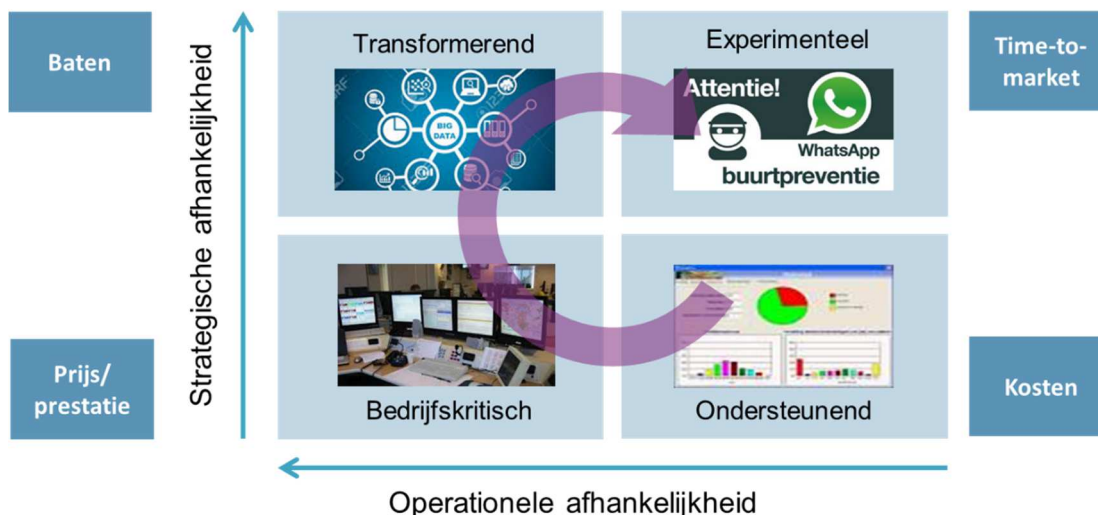 Baten
Strategische afhankelijkheid
Transformerend
BIG
DATA
Experimenteel
Attentie!
WhatsApp
buurtpreventie
Time-to-
market
Prijs/
prestatie
Bedrijfskritisch
Ondersteunend
Kosten
Operationele afhankelijkheid